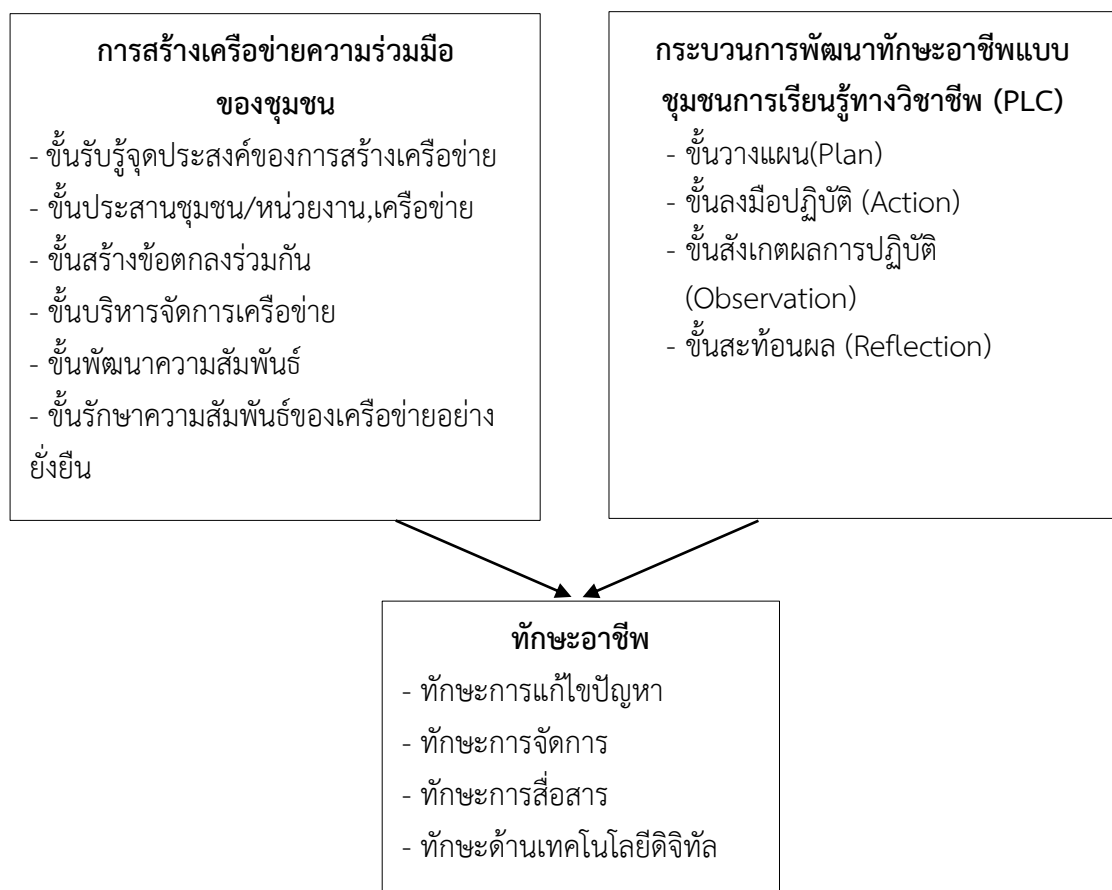 การสร้างเครือข่ายความร่วมมือ
ของชุมชน
- ขั้นรับรู้จุดประสงค์ของการสร้างเครือข่าย
- ขั้นประสานชุมชน/หน่วยงาน,เครือข่าย
- ขั้นสร้างข้อตกลงร่วมกัน
- ขั้นบริหารจัดการเครือข่าย
- ขั้นพัฒนาความสัมพันธ์
- ขั้นรักษาความสัมพันธ์ของเครือข่ายอย่าง
ยั่งยืน
กระบวนการพัฒนาทักษะอาชีพแบบ
ชุมชนการเรียนรู้ทางวิชาชีพ (PLC)
- ขั้นวางแผน(Plan)
- ขั้นลงมือปฏิบัติ (Action)
- ขั้นสังเกตผลการปฏิบัติ
(Observation)
- ขั้นสะท้อนผล (Reflection)
ทักษะอาชีพ
- ทักษะการแก้ไขปัญหา
- ทักษะการจัดการ
- ทักษะการสื่อสาร
- ทักษะด้านเทคโนโลยีดิจิทัล